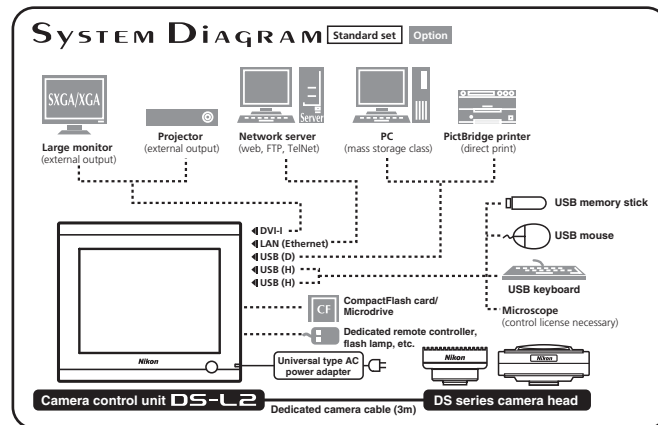 SYSTEM DIAGRAM Standard set Option
SXGA/XGA
Server
Large monitor
(external output)
Projector
(external output)
Network server
(web, FTP, TelNet)
PC
(mass storage class)
PictBridge printer
(direct print)
DVI-I
LAN (Ethernet)
USB (D)
USB (H)
USB (H)
USB memory stick
USB mouse
USB keyboard
Microscope
(control license necessary)
CF
CompactFlash card/
Microdrive
Dedicated remote controller,
flash lamp, etc.
Universal type AC
power adapter
Nikon
Nikon
Nikon
Camera control unit DS-L2
Dedicated camera cable (3m)
DS series camera head